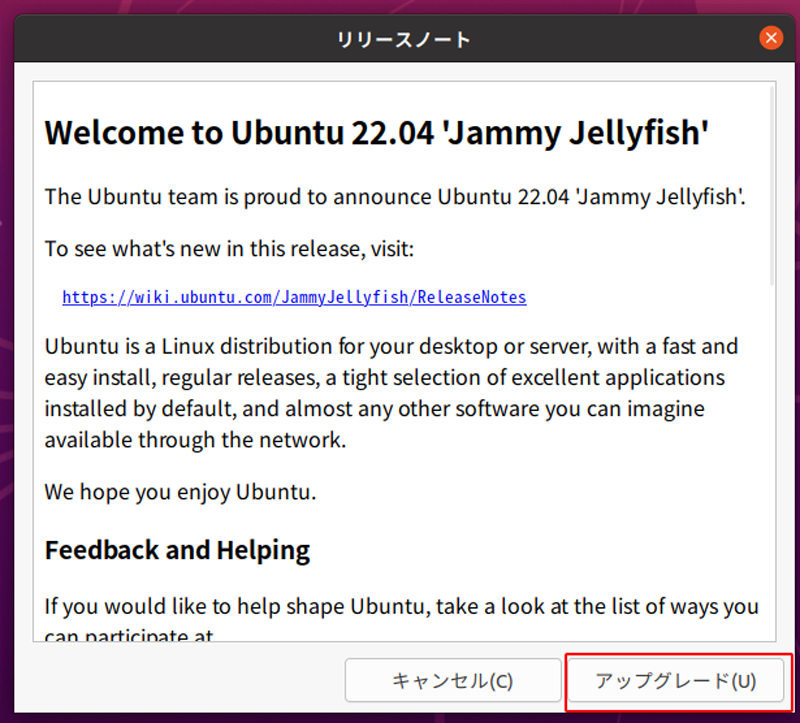 リリースノート
Welcome to Ubuntu 22.04 'Jammy Jellyfish'
The Ubuntu team is proud to announce Ubuntu 22.04 'Jammy Jellyfish'.
To see what's new in this release, visit:
https://wiki.ubuntu.com/JammyJellyfish/ReleaseNotes
Ubuntu is a Linux distribution for your desktop or server, with a fast and
easy install, regular releases, a tight selection of excellent applications
installed by default, and almost any other software you can imagine
available through the network.
We hope you enjoy Ubuntu.
Feedback and Helping
If you would like to help shape Ubuntu, take a look at the list of ways you
can participate at
キャンセル(C)
アップグレード(U)